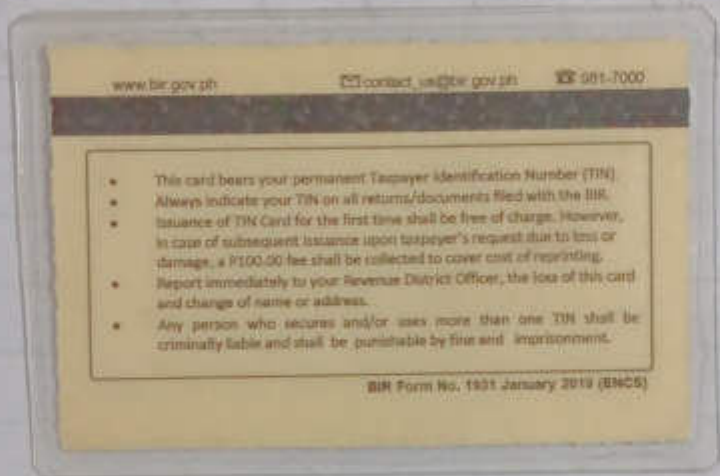 www.bir.gov.ph contact_us@bir.gov.ph 981-7000
• This card bears your permanent Taxpayer Identification Number (TIN).
• Always indicate your TIN on all returns/documents filed with the BIR.
• Issuance of TIN Card for the first time shall be free of charge. However,
in case of subsequent issuance upon taxpayer's request due to loss or
damage, a P100.00 fee shall be collected to cover cost of reprinting.
• Report immediately to your Revenue District Officer, the loss of this card
and change of name or address.
• Any person who secures and/or uses more than one TIN shall be
criminally liable and shall be punishable by fine and imprisonment.
BIR Form No. 1931 January 2019 (ENCS)